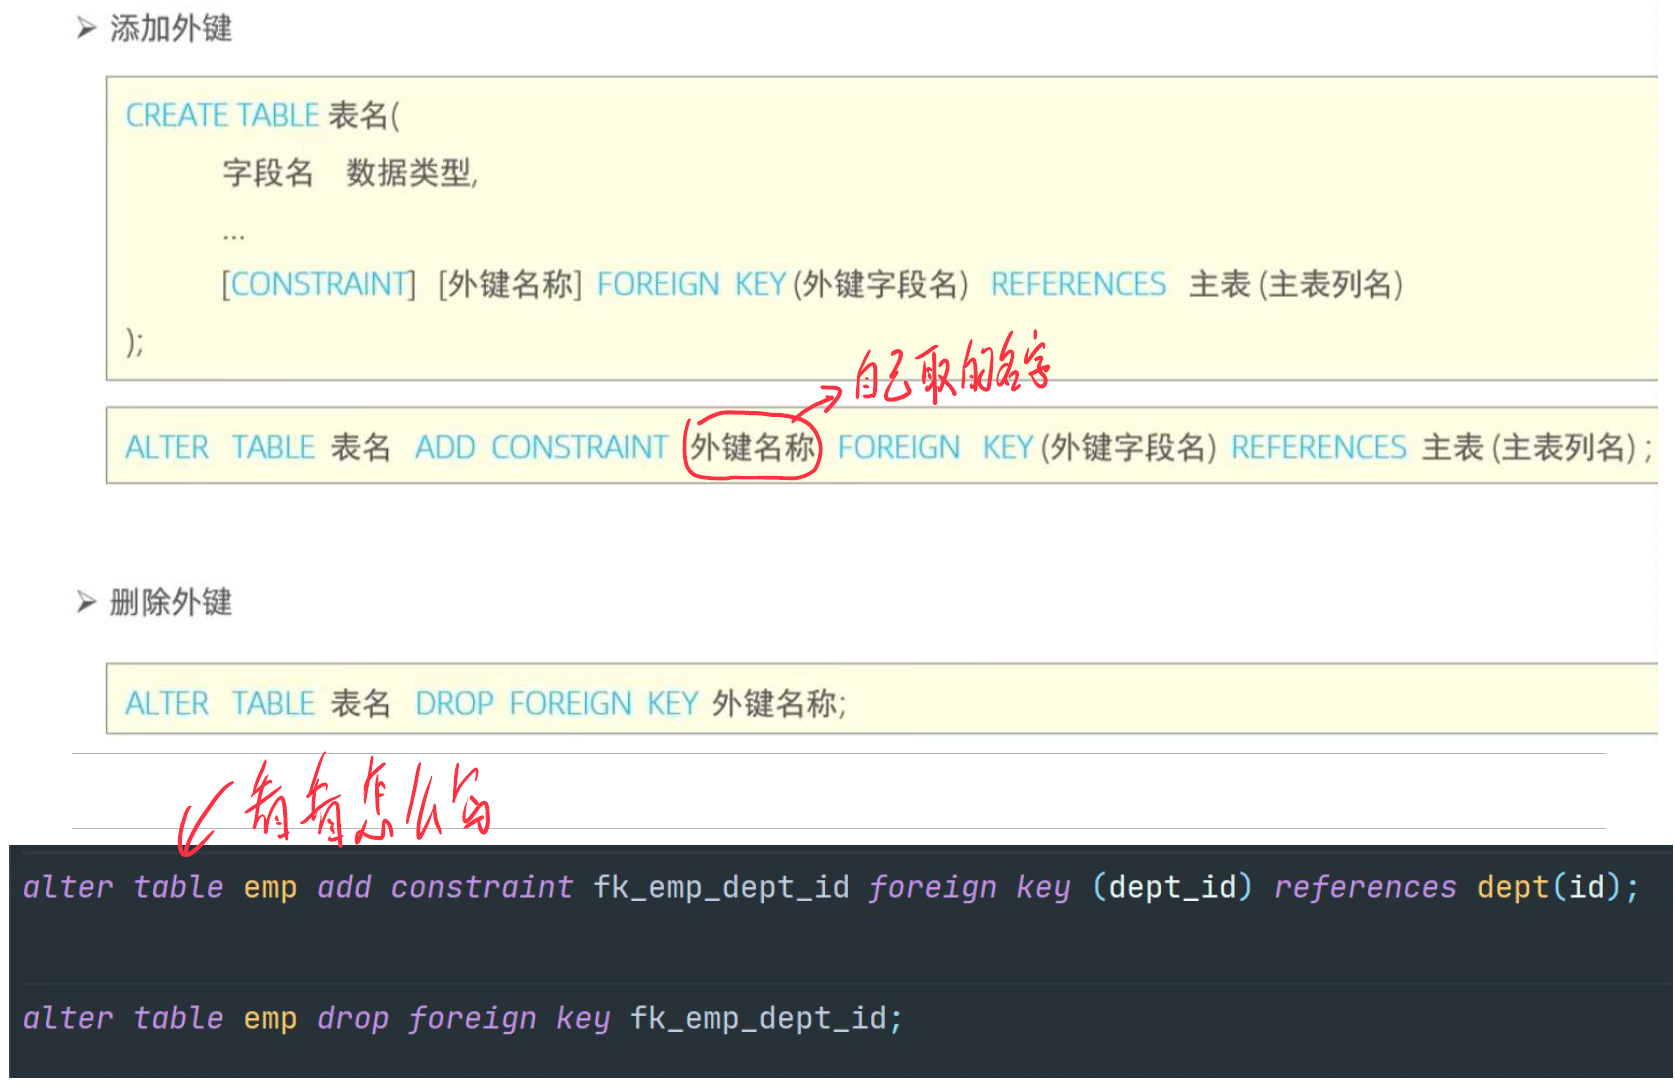 ➢ 添加外键
CREATE TABLE 表名(
字段名 数据类型,
...
[CONSTRAINT] [外键名称] FOREIGN KEY (外键字段名) REFERENCES 主表 (主表列名)
);
自己取的名字
ALTER TABLE 表名 ADD CONSTRAINT 外键名称 FOREIGN KEY (外键字段名) REFERENCES 主表 (主表列名) ;
➢ 删除外键
ALTER TABLE 表名 DROP FOREIGN KEY 外键名称;
看看怎么写
alter table emp add constraint fk_emp_dept_id foreign key (dept_id) references dept(id);
alter table emp drop foreign key fk_emp_dept_id;